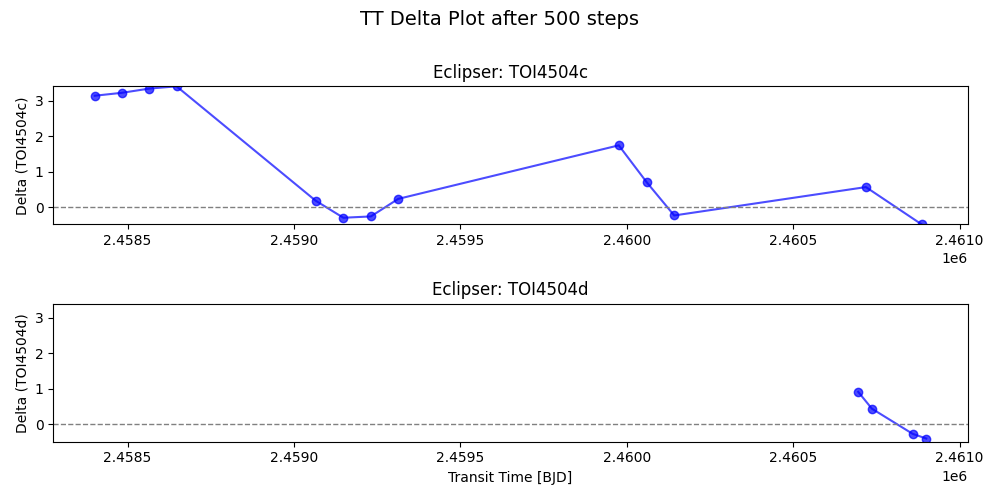 TT Delta Plot after 500 steps
Eclipser: TOI4504c
Delta (TOI4504c)
3
2
1
0
2.4585 2.4590 2.4595 2.4600 2.4605 2.4610
1e6
Eclipser: TOI4504d
Delta (TOI4504d)
3
2
1
0
2.4585 2.4590 2.4595 2.4600 2.4605 2.4610
1e6
Transit Time [BJD]